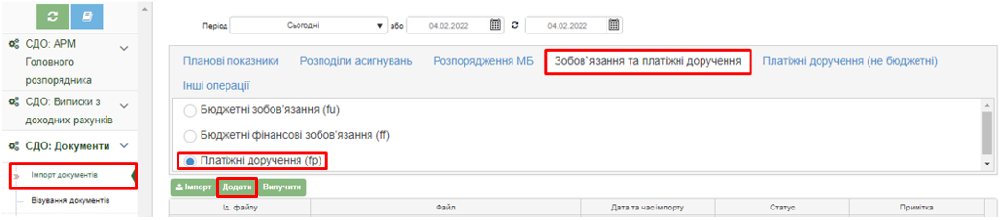 Період Сьогодні або 04.02.2022 04.02.2022
СДО: АРМ
Головного
розпорядника
СДО: Виписки з
доходних рахунків
СДО: Документи
Імпорт документів
Візування документів
Планові показники Розподіли асигнувань Розпорядження МБ Зобов'язання та платіжні доручення Платіжні доручення (не бюджетні)
Інші операції
Бюджетні зобов'язання (fu)
Бюджетні фінансові зобов'язання (ff)
Платіжні доручення (fp)
Імпорт Додати Вилучити
Ід. файлу Файл Дата та час імпорту Статус Примітка